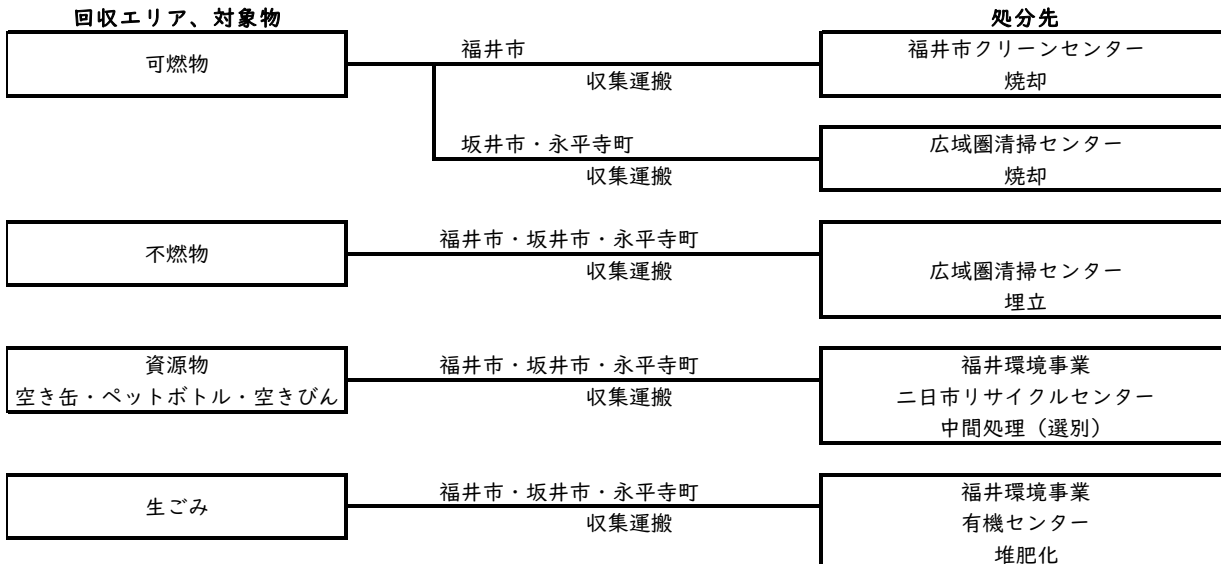 回収エリア、対象物
処分先
可燃物
福井市
収集運搬
福井市クリーンセンター
焼却
坂井市・永平寺町
収集運搬
広域圏清掃センター
焼却
不燃物
福井市・坂井市・永平寺町
収集運搬
広域圏清掃センター
埋立
資源物
空き缶・ペットボトル・空きびん
福井市・坂井市・永平寺町
収集運搬
福井環境事業
二日市リサイクルセンター
中間処理（選別）
生ごみ
福井市・坂井市・永平寺町
収集運搬
福井環境事業
有機センター
堆肥化